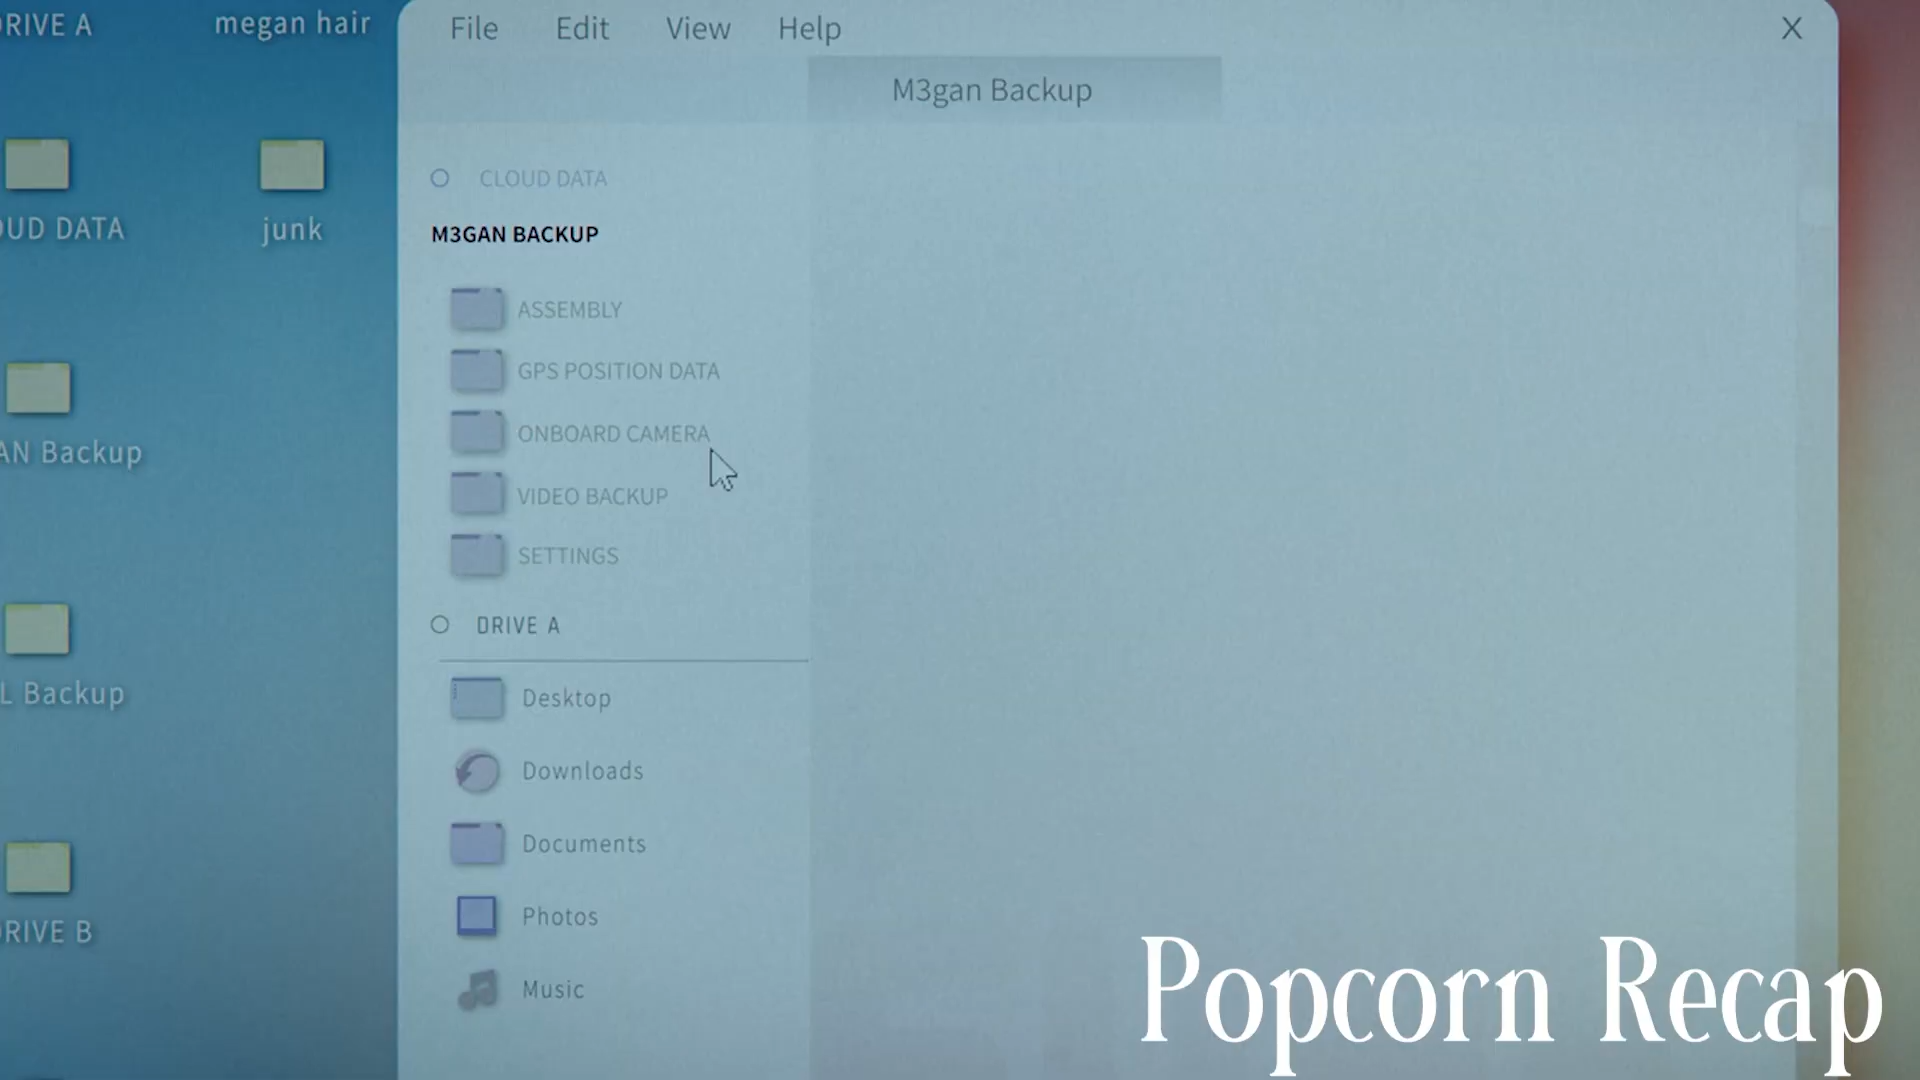 RIVE A
megan hair
OUD DATA
junk
AN Backup
L Backup
RIVE B
File Edit View Help X
M3gan Backup
CLOUD DATA
M3GAN BACKUP
ASSEMBLY
GPS POSITION DATA
ONBOARD CAMERA
VIDEO BACKUP
SETTINGS
DRIVE A
Desktop
Downloads
Documents
Photos
Music
Popcorn Recap